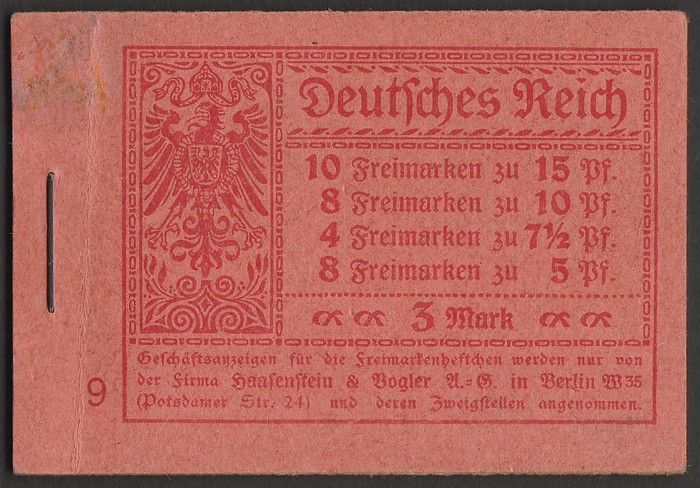 Deutsches Reich
10 Freimarken zu 15 Pf.
8 Freimarken zu 10 Pf.
4 Freimarken zu 7½ Pf.
8 Freimarken zu 5 Pf.
3 Mark
Geschäftsanzeigen für die Freimarkenheftchen werden nur von
der Firma Haasenstein & Vogler A.=G. in Berlin W 35
(Potsdamer Str. 24) und deren Zweigstellen angenommen.
9